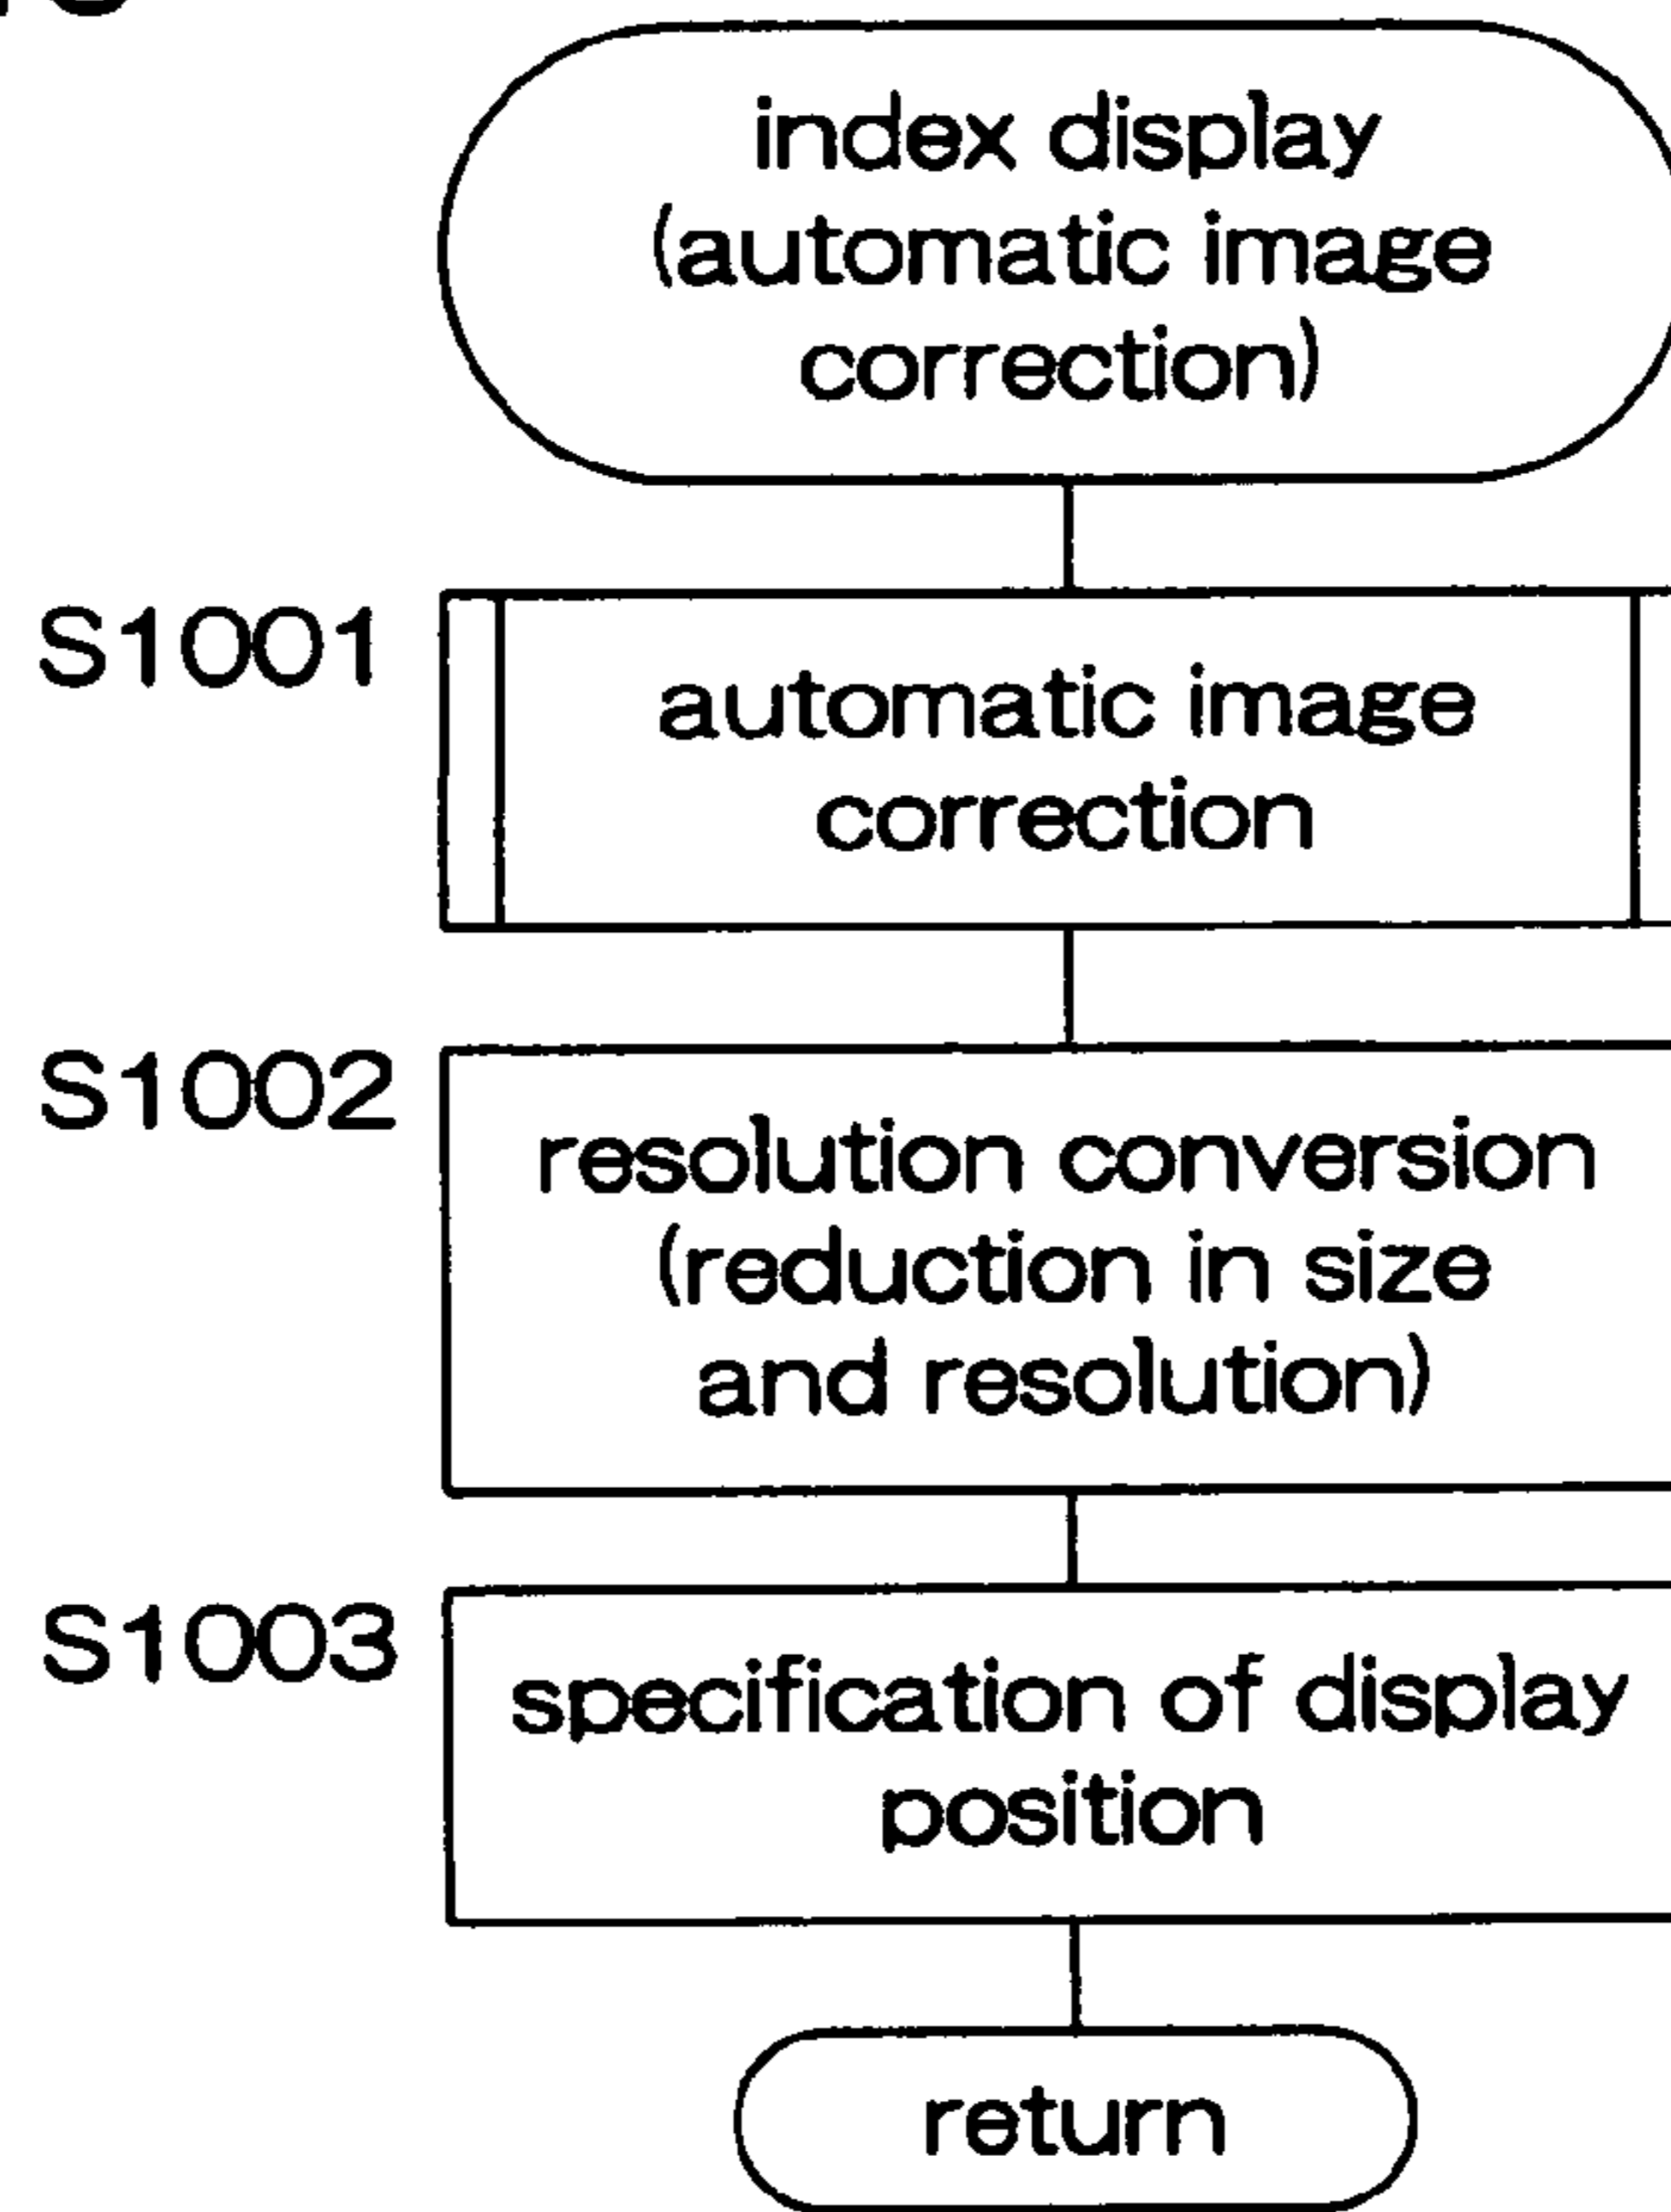 index display
(automatic image
correction)
S1001
automatic image
correction
S1002
resolution conversion
(reduction in size
and resolution)
S1003
specification of display
position
return